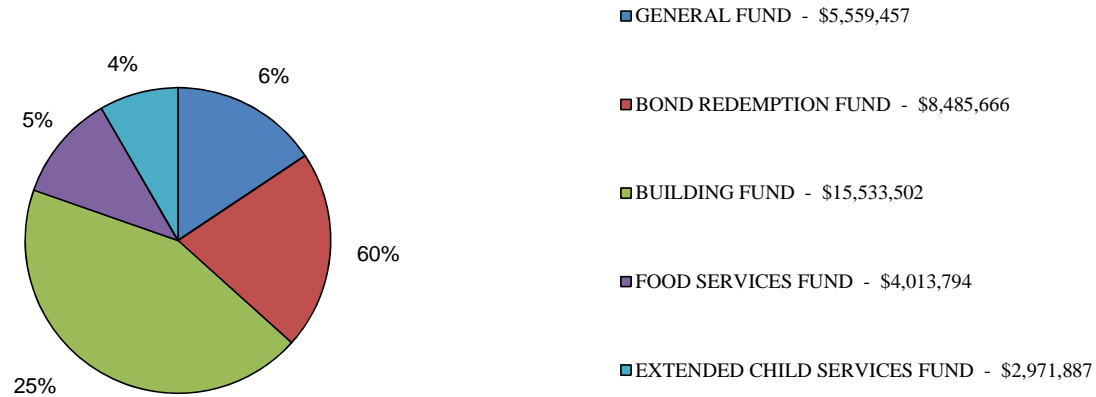 GENERAL FUND - $5,559,457
4%
6%
BOND REDEMPTION FUND - $8,485,666
5%
BUILDING FUND - $15,533,502
60%
FOOD SERVICES FUND - $4,013,794
EXTENDED CHILD SERVICES FUND - $2,971,887
25%